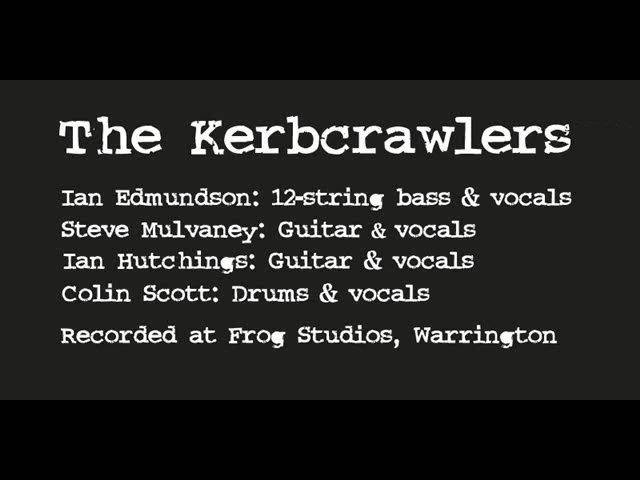 The Kerbcrawlers
Ian Edmundson: 12-string bass & vocals
Steve Mulvaney: Guitar & vocals
Ian Hutchings: Guitar & vocals
Colin Scott: Drums & vocals
Recorded at Frog Studios, Warrington